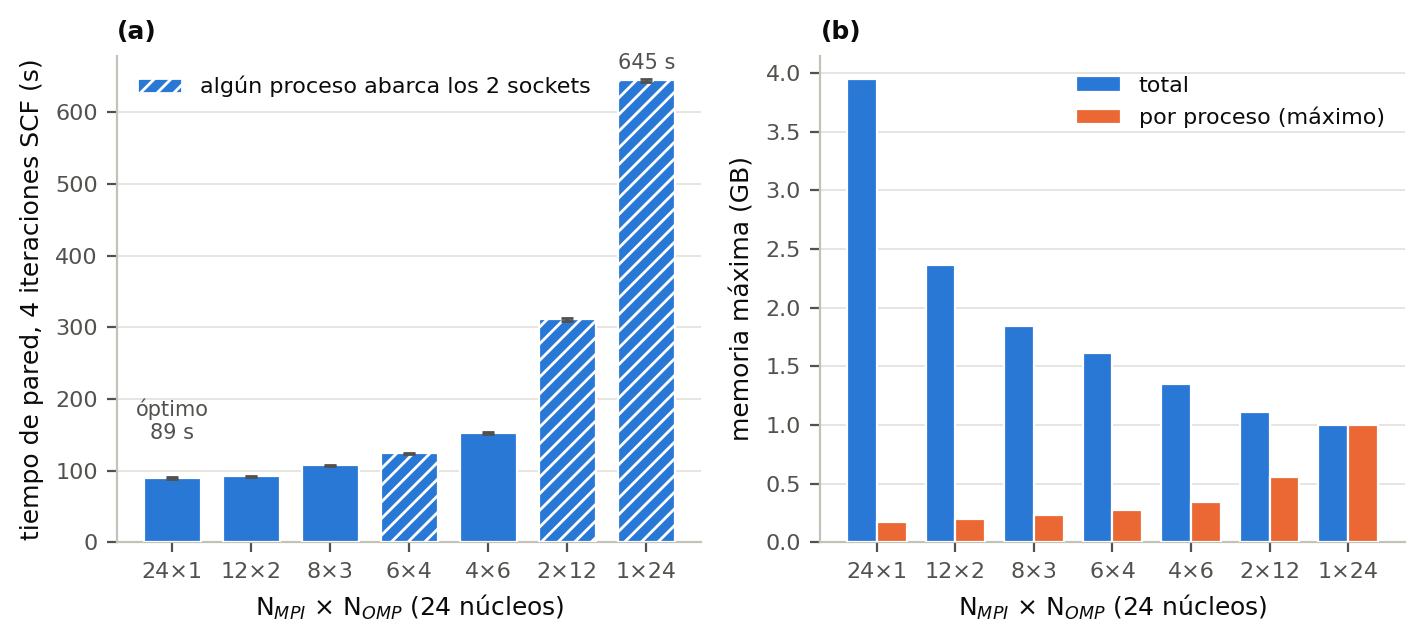 (a)
tiempo de pared, 4 iteraciones SCF (s)
600
500
400
300
200
100
0
algún proceso abarca los 2 sockets
645 s
óptimo
89 s
24×1 12×2 8×3 6×4 4×6 2×12 1×24
N_MPI × N_OMP (24 núcleos)
(b)
memoria máxima (GB)
4.0
3.5
3.0
2.5
2.0
1.5
1.0
0.5
0.0
total
por proceso (máximo)
24×1 12×2 8×3 6×4 4×6 2×12 1×24
N_MPI × N_OMP (24 núcleos)